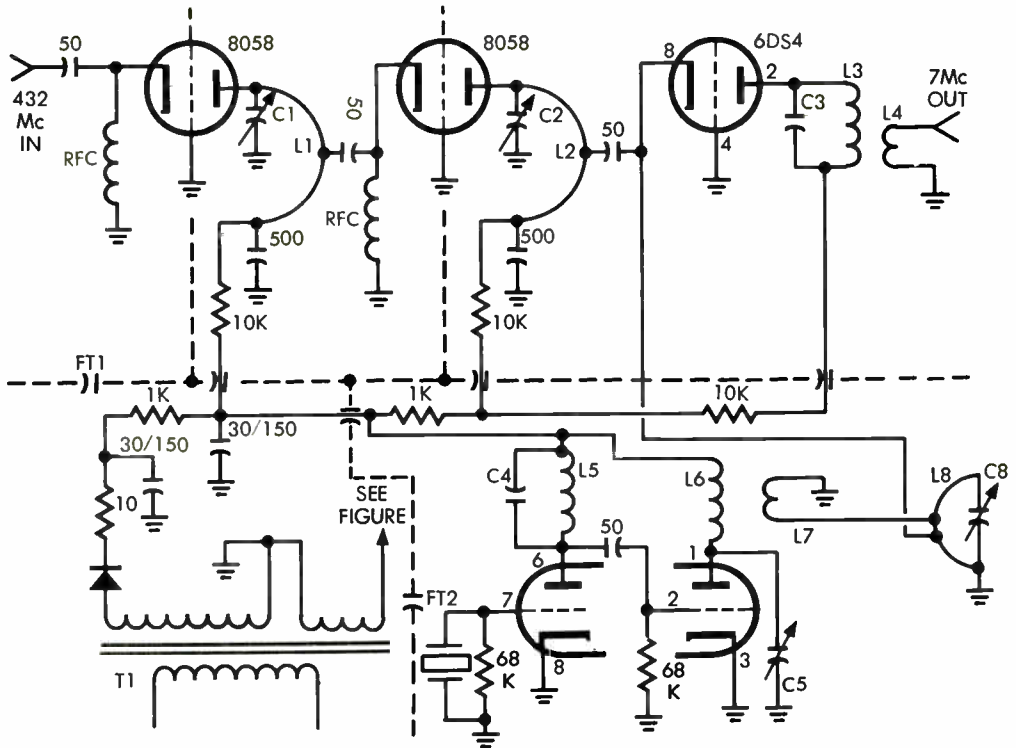 50
8058
8058
6DS4
432
Mc
IN
RFC
C1
L1
50
RFC
C2
L2
50
8
2
4
C3
L3
L4
7Mc
OUT
500
500
10K
10K
FT1
1K
30/150
30/150
1K
10K
10
SEE
FIGURE
C4
L5
L6
L7
L8
C8
50
6
7
8
1
2
3
FT2
68
K
68
K
C5
T1